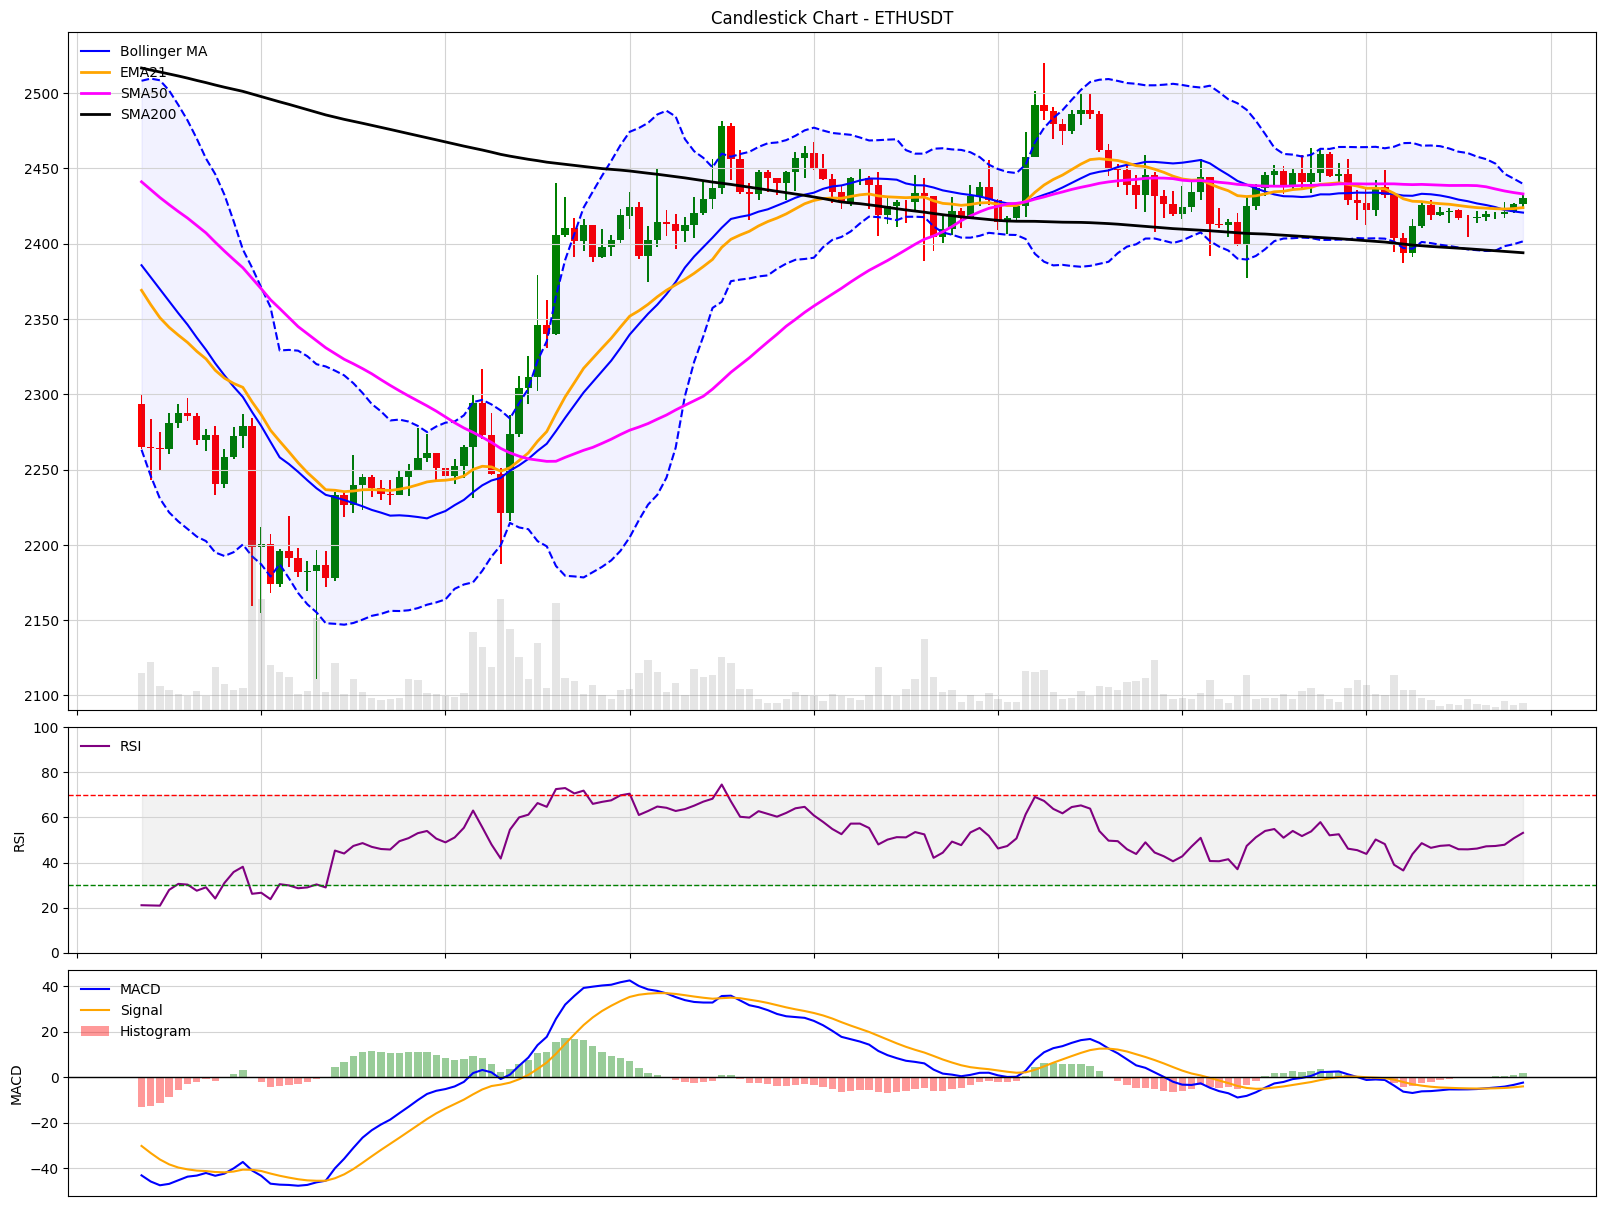 Candlestick Chart - ETHUSDT
Bollinger MA
EMA21
SMA50
SMA200
2500
2450
2400
2350
2300
2250
2200
2150
2100
100
RSI
80
60
RSI
40
20
0
MACD
40
Signal
20
Histogram
0
MACD
−20
−40